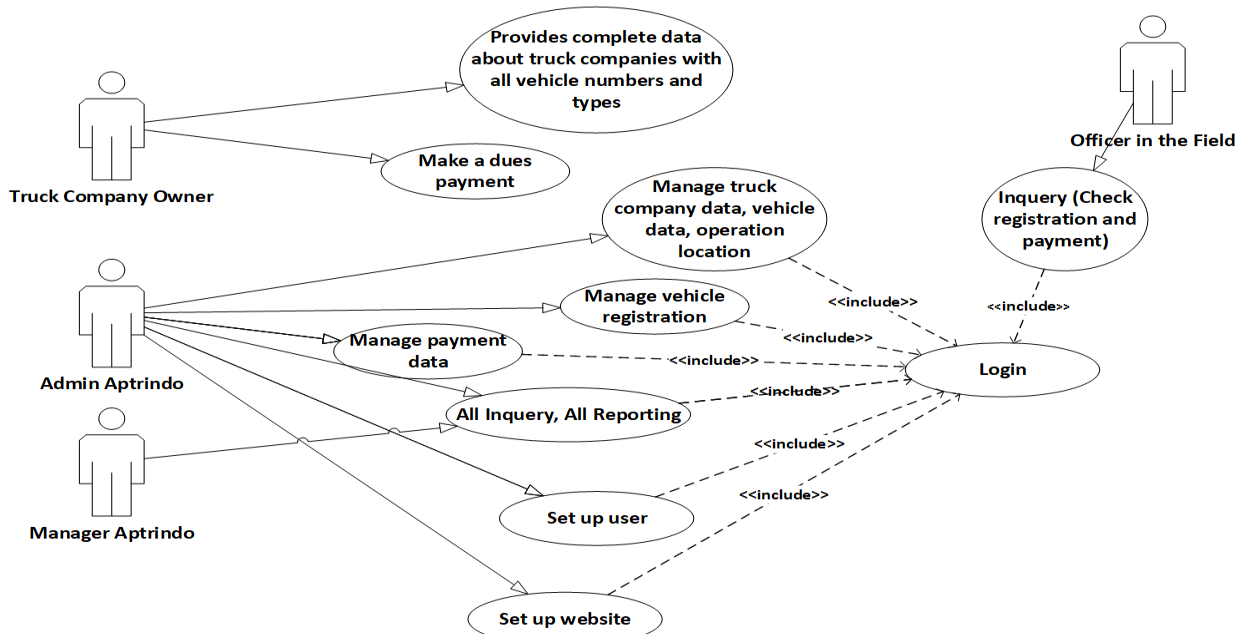 Provides complete data
about truck companies with
all vehicle numbers and
types
Officer in the Field
Make a dues
payment
Truck Company Owner
Manage truck
company data, vehicle
data, operation
location
Inquery (Check
registration and
payment)
Manage vehicle
registration
<<include>>
<<include>>
<<include>>
Manage payment
data
<<include>>
Login
Admin Aptrindo
<<include>>
All Inquery, All Reporting
<<include>>
<<include>>
Manager Aptrindo
Set up user
Set up website